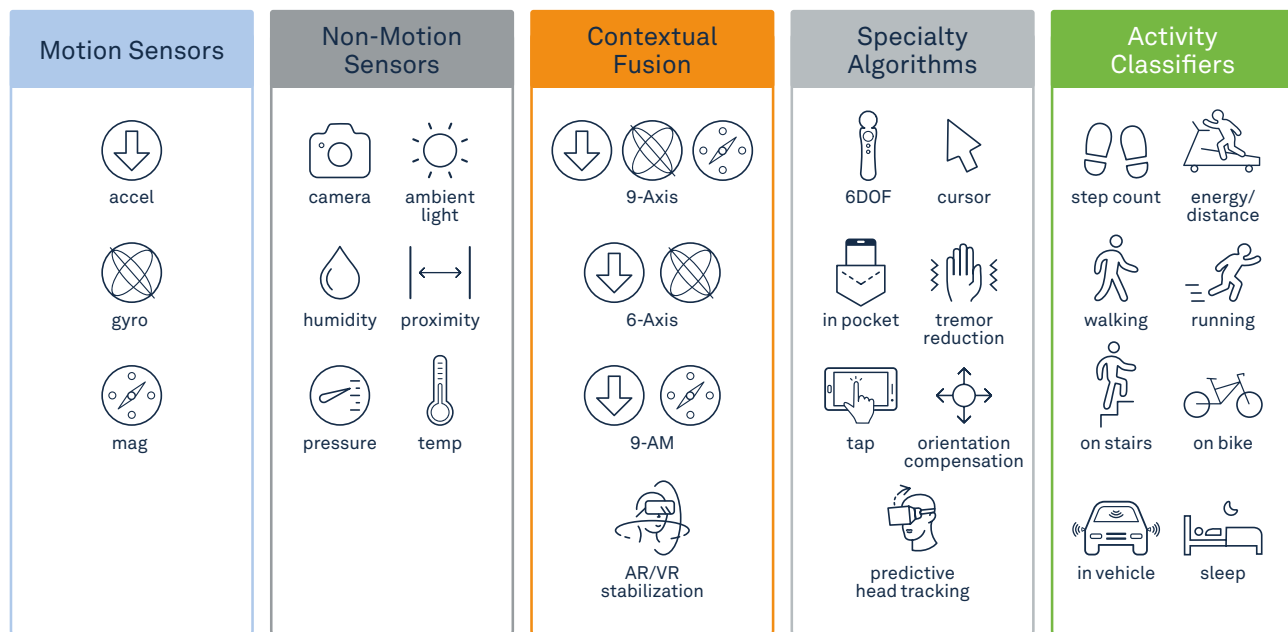 Motion Sensors
accel
gyro
mag
Non-Motion
Sensors
camera
ambient
light
humidity
proximity
pressure
temp
Contextual
Fusion
9-Axis
6-Axis
9-AM
AR/VR
stabilization
Specialty
Algorithms
6DOF
cursor
in pocket
tremor
reduction
tap
orientation
compensation
predictive
head tracking
Activity
Classifiers
step count
energy/
distance
walking
running
on stairs
on bike
in vehicle
sleep